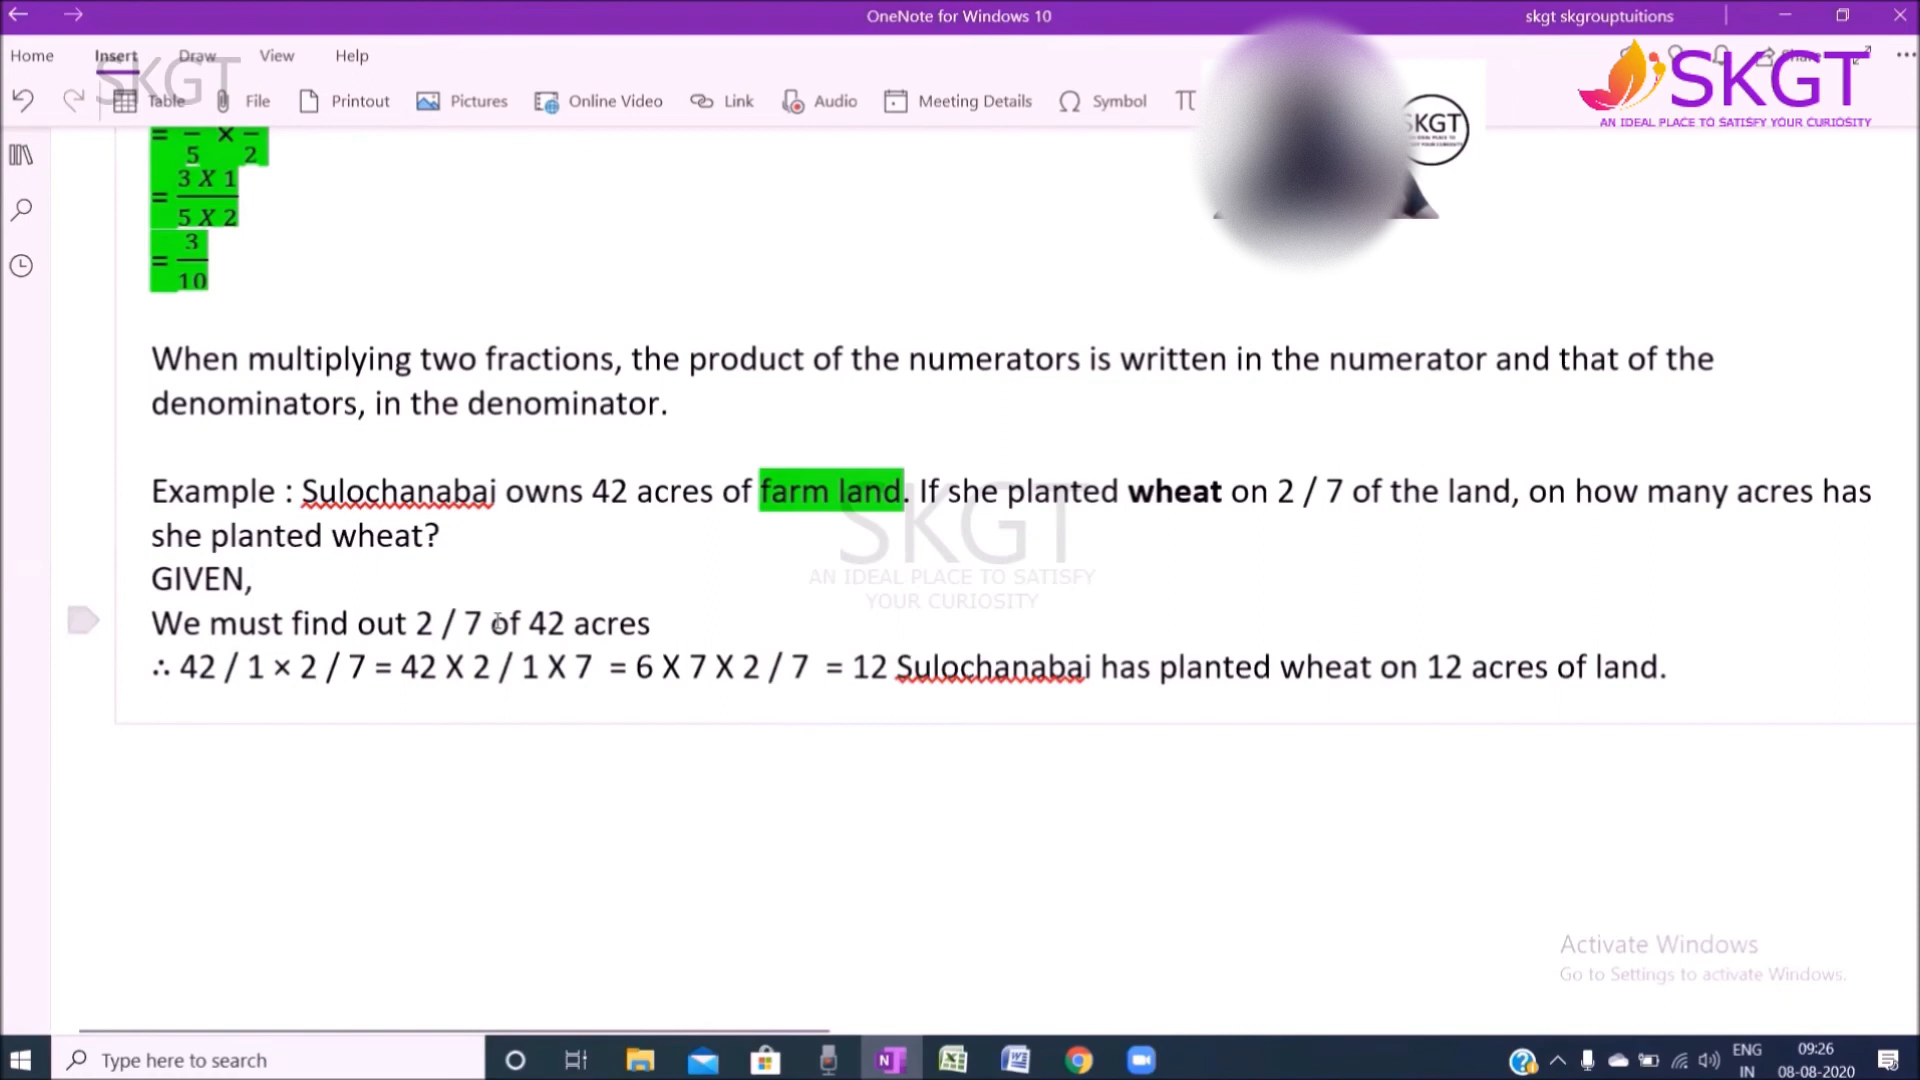 OneNote for Windows 10
skgt skgrouptuitions
Home Insert Draw View Help
Table File Printout Pictures Online Video Link Audio Meeting Details Symbol
SKGT
SKGT
AN IDEAL PLACE TO SATISFY YOUR CURIOSITY
SKGT
= — × —
5 2
= 3 X 1
5 X 2
= 3
10
When multiplying two fractions, the product of the numerators is written in the numerator and that of the
denominators, in the denominator.
Example : Sulochanabai owns 42 acres of farm land. If she planted wheat on 2 / 7 of the land, on how many acres has
she planted wheat?
GIVEN,
We must find out 2 / 7 of 42 acres
∴ 42 / 1 × 2 / 7 = 42 X 2 / 1 X 7 = 6 X 7 X 2 / 7 = 12 Sulochanabai has planted wheat on 12 acres of land.
SKGT
AN IDEAL PLACE TO SATISFY
YOUR CURIOSITY
Activate Windows
Go to Settings to activate Windows.
Type here to search
ENG
IN
09:26
08-08-2020